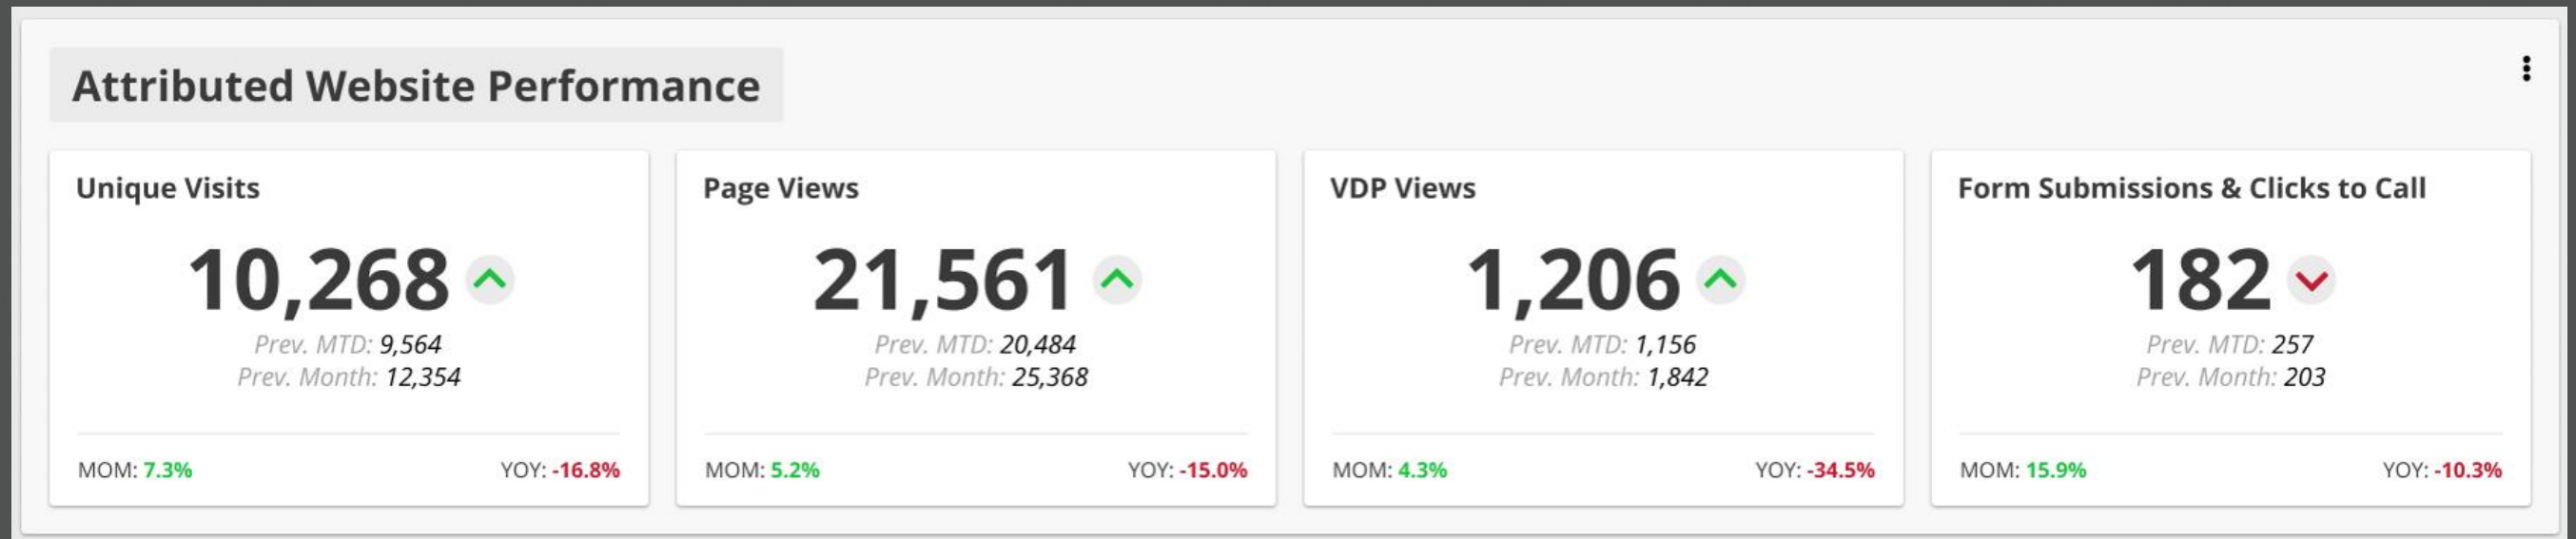 Attributed Website Performance
Unique Visits
10,268
Prev. MTD: 9,564
Prev. Month: 12,354
MOM: 7.3% YOY: -16.8%
Page Views
21,561
Prev. MTD: 20,484
Prev. Month: 25,368
MOM: 5.2% YOY: -15.0%
VDP Views
1,206
Prev. MTD: 1,156
Prev. Month: 1,842
MOM: 4.3% YOY: -34.5%
Form Submissions & Clicks to Call
182
Prev. MTD: 257
Prev. Month: 203
MOM: 15.9% YOY: -10.3%